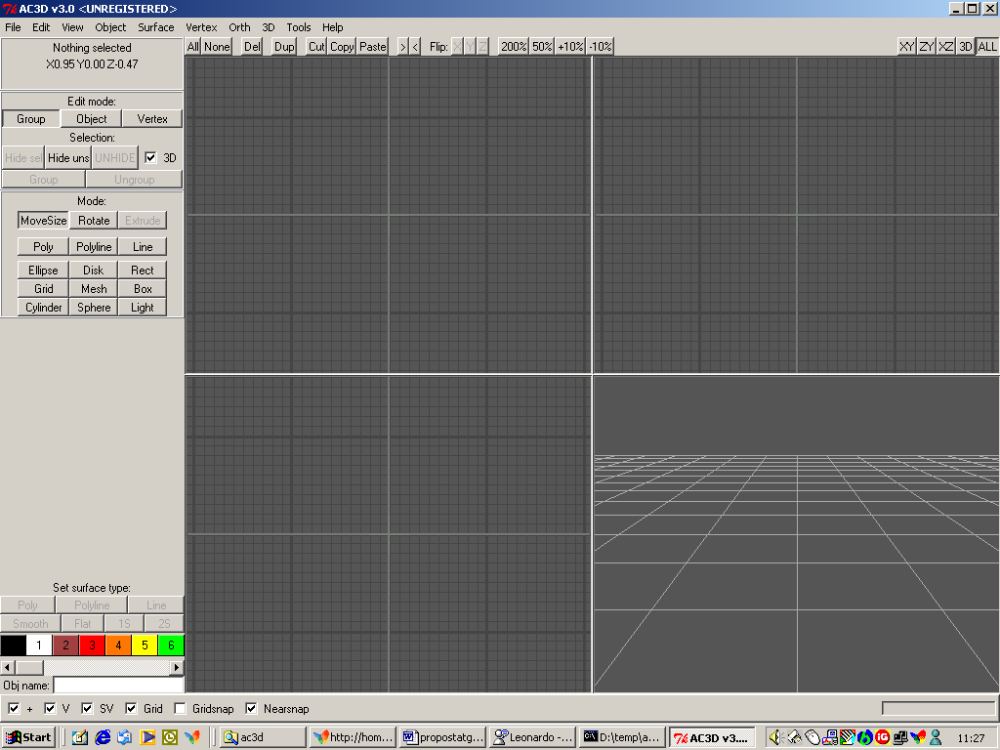 AC3D v3.0 <UNREGISTERED>
File Edit View Object Surface Vertex Orth 3D Tools Help
Nothing selected
X0.95 Y0.00 Z-0.47
All None Del Dup Cut Copy Paste > < Flip: X Y Z 200% 50% +10% -10% XY ZY XZ 3D ALL
Edit mode:
Group Object Vertex
Selection:
Hide sel Hide uns UNHIDE 3D
Group Ungroup
Mode:
MoveSize Rotate Extrude
Poly Polyline Line
Ellipse Disk Rect
Grid Mesh Box
Cylinder Sphere Light
Set surface type:
Poly Polyline Line
Smooth Flat 1S 2S
1 2 3 4 5 6
Obj name:
+ V SV Grid Gridsnap Nearsnap
Start ac3d http://hom... propostatg... Leonardo -... D:\temp\a... AC3D v3.... 11:27